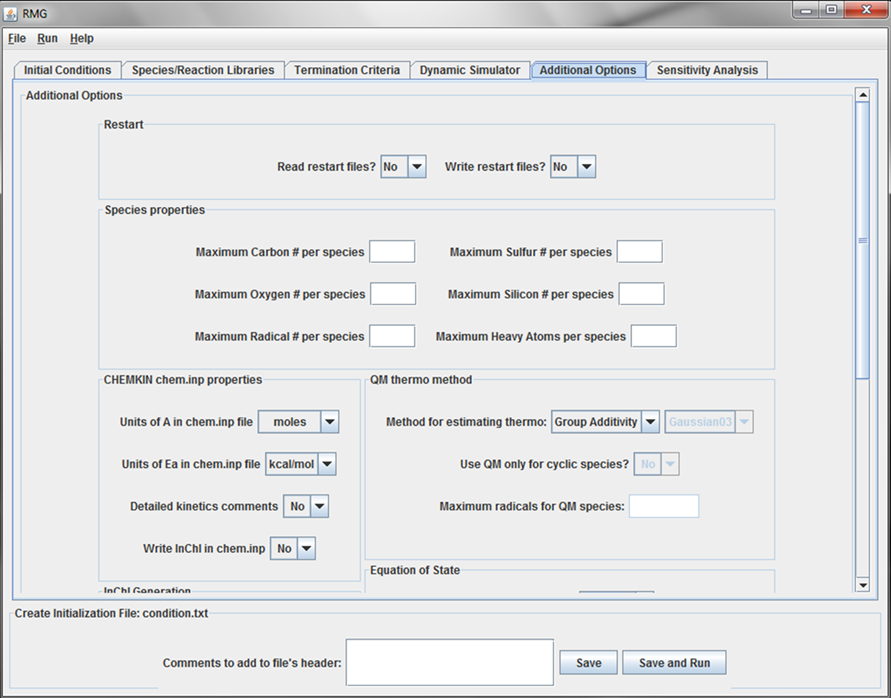 RMG
File Run Help
Initial Conditions Species/Reaction Libraries Termination Criteria Dynamic Simulator Additional Options Sensitivity Analysis
Additional Options
Restart
Read restart files? No Write restart files? No
Species properties
Maximum Carbon # per species Maximum Sulfur # per species
Maximum Oxygen # per species Maximum Silicon # per species
Maximum Radical # per species Maximum Heavy Atoms per species
CHEMKIN chem.inp properties QM thermo method
Units of A in chem.inp file moles Method for estimating thermo: Group Additivity Gaussian03
Units of Ea in chem.inp file kcal/mol Use QM only for cyclic species? No
Detailed kinetics comments No Maximum radicals for QM species:
Write InChI in chem.inp No
Equation of State
InChI Generation
Create Initialization File: condition.txt
Comments to add to file's header: Save Save and Run